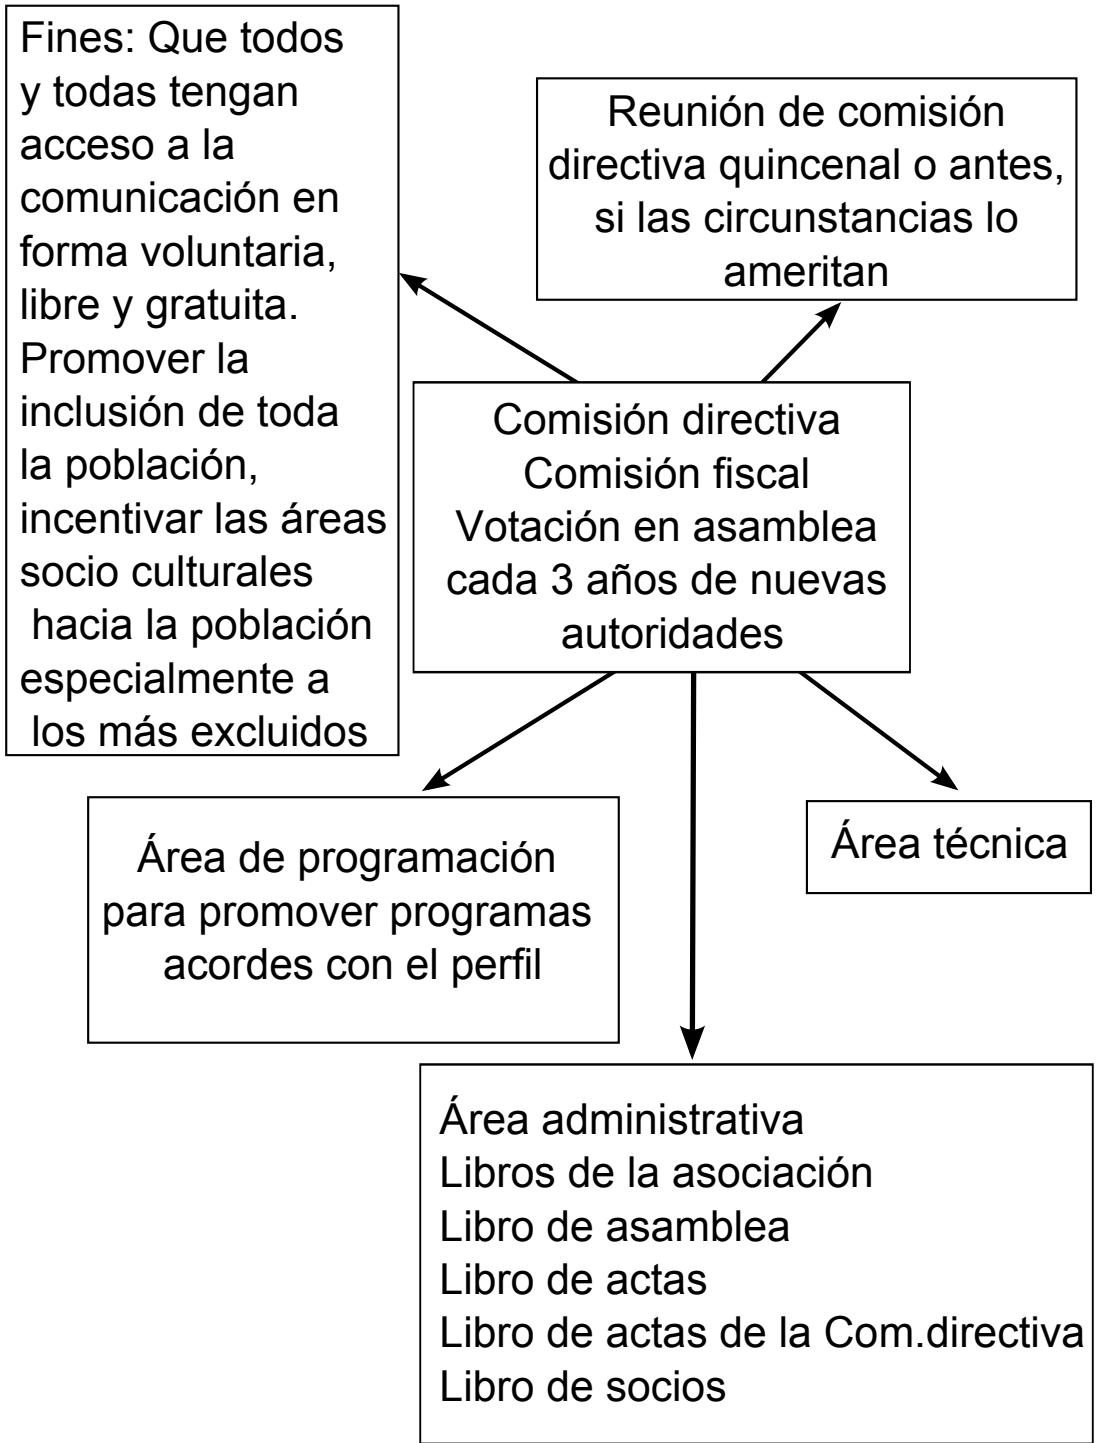 Fines: Que todos
y todas tengan
acceso a la
comunicación en
forma voluntaria,
libre y gratuita.
Promover la
inclusión de toda
la población,
incentivar las áreas
socio culturales
hacia la población
especialmente a
los más excluidos
Reunión de comisión
directiva quincenal o antes,
si las circunstancias lo
ameritan
Comisión directiva
Comisión fiscal
Votación en asamblea
cada 3 años de nuevas
autoridades
Área de programación
para promover programas
acordes con el perfil
Área técnica
Área administrativa
Libros de la asociación
Libro de asamblea
Libro de actas
Libro de actas de la Com.directiva
Libro de socios